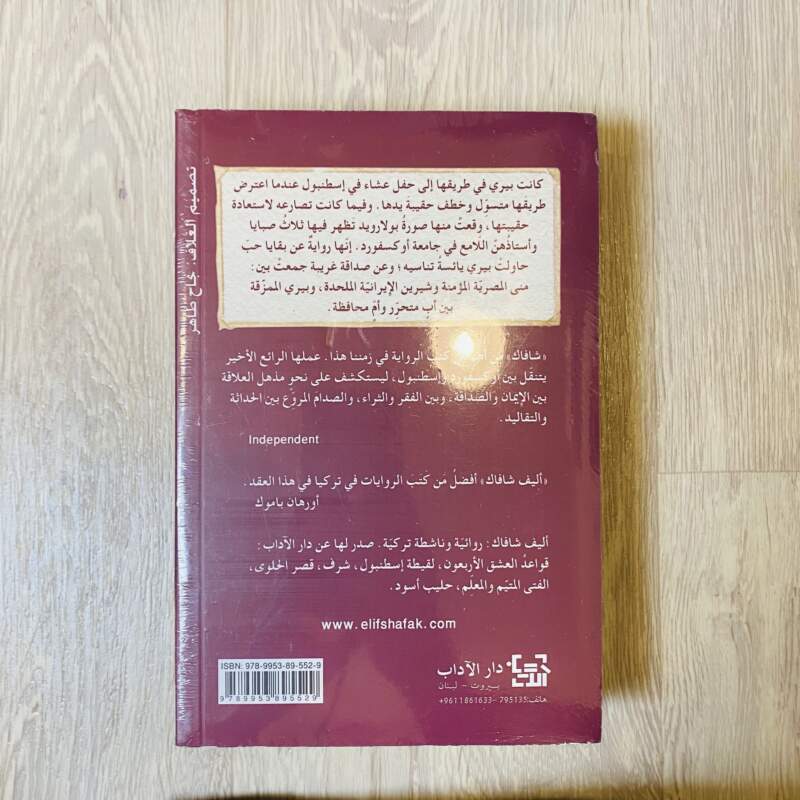 كانت بيري في طريقها إلى حفل عشاء في إسطنبول عندما اعترض
طريقها متسوّل وخطف حقيبةَ يدها. وفيما كانت تصارعه لاستعادة
حقيبتها، وقعتْ منها صورةُ بولارويد تظهر فيها ثلاثُ صبايا
وأستاذُهنّ اللامع في جامعة أوكسفورد. إنّها روايةٌ عن بقايا حبّ
حاولتْ بيري يائسةً تناسيه؛ وعن صداقة غريبة جمعتْ بين:
منى المصريّة المؤمنة وشيرين الإيرانيّة الملحدة، وبيري الممزّقة
بين أبٍ متحرّر وأمّ محافظة.
«شافاك» من كتب الرواية في زمننا هذا. عملها الرائع الأخير
يتنقّل بين أوكسفورد وإسطنبول، ليستكشف على نحوٍ مذهل العلاقة
بين الإيمان والصداقة، وبين الفقر والثراء، والصدام المروّع بين الحداثة
والتقاليد.
Independent
«أليف شافاك» أفضلُ مَن كَتَبَ الروايات في تركيا في هذا العقد.
أورهان باموك
أليف شافاك: روائيّة وناشطة تركيّة. صدر لها عن دار الآداب:
قواعدُ العشق الأربعون، لقيطة إسطنبول، شرف، قصر الحلوى،
الفتى المتيّم والمعلّم، حليب أسود.
www.elifshafak.com
ISBN: 978-9953-89-552-9
9 789953 895529
دار الآداب
بيروت - لبنان
هاتف: 795135 - 861633 1 961+
تصميم الغلاف: نجاح طاهر